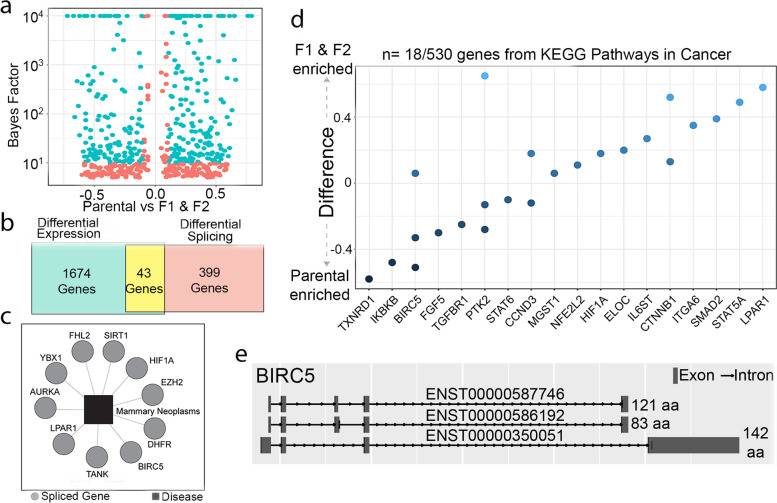 a
10⁴
10³
10²
10¹
Bayes Factor
-0.5
0.0
0.5
Parental vs F1 & F2
b
Differential
Expression
Differential
Splicing
1674
Genes
43
Genes
399
Genes
c
FHL2
SIRT1
YBX1
HIF1A
AURKA
EZH2
Mammary Neoplasms
LPAR1
DHFR
TANK
BIRC5
Spliced Gene
Disease
d
F1 & F2
enriched
n= 18/530 genes from KEGG Pathways in Cancer
Difference
0.4
0
-0.4
Parental
enriched
TXNRD1
IKBKB
BIRC5
FGF5
TGFBR1
PTK2
STAT6
CCND3
MGST1
NFE2L2
HIF1A
ELOC
IL6ST
CTNNB1
ITGA6
SMAD2
STAT5A
LPAR1
e
BIRC5
Exon
Intron
ENST00000587746
121 aa
ENST00000586192
83 aa
ENST00000350051
142
aa